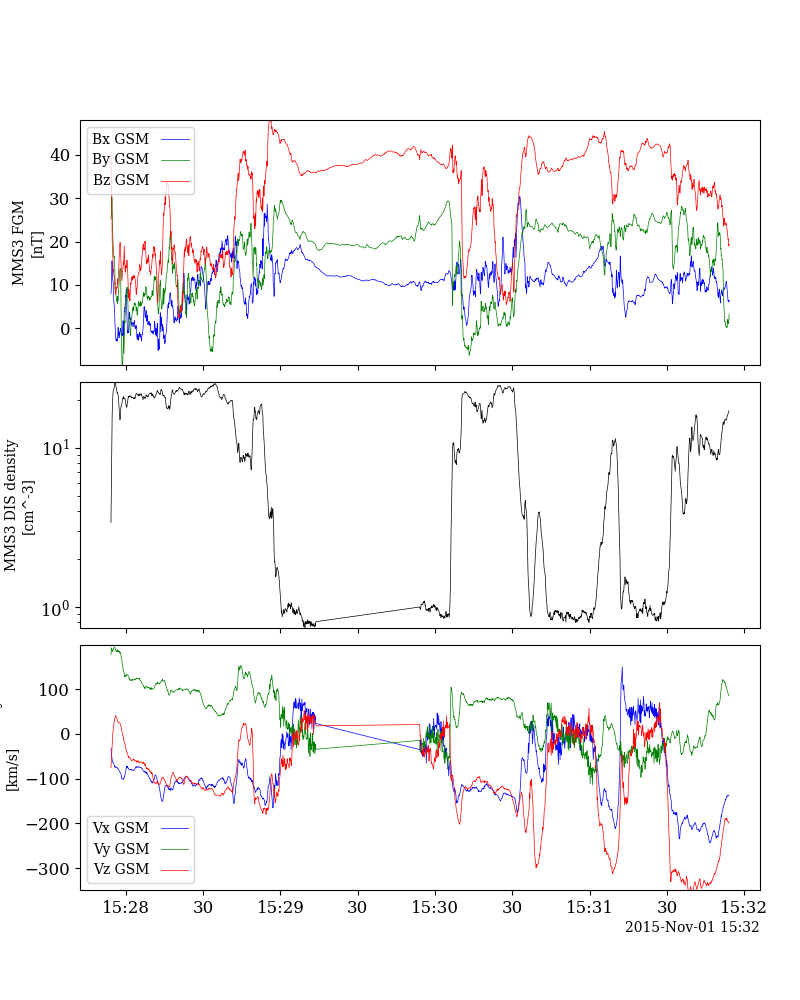 MMS3 FGM
[nT]
40
30
20
10
0
Bx GSM
By GSM
Bz GSM
MMS3 DIS density
[cm^-3]
10^1
10^0
[km/s]
100
0
−100
−200
−300
Vx GSM
Vy GSM
Vz GSM
15:28 30 15:29 30 15:30 30 15:31 30 15:32
2015-Nov-01 15:32